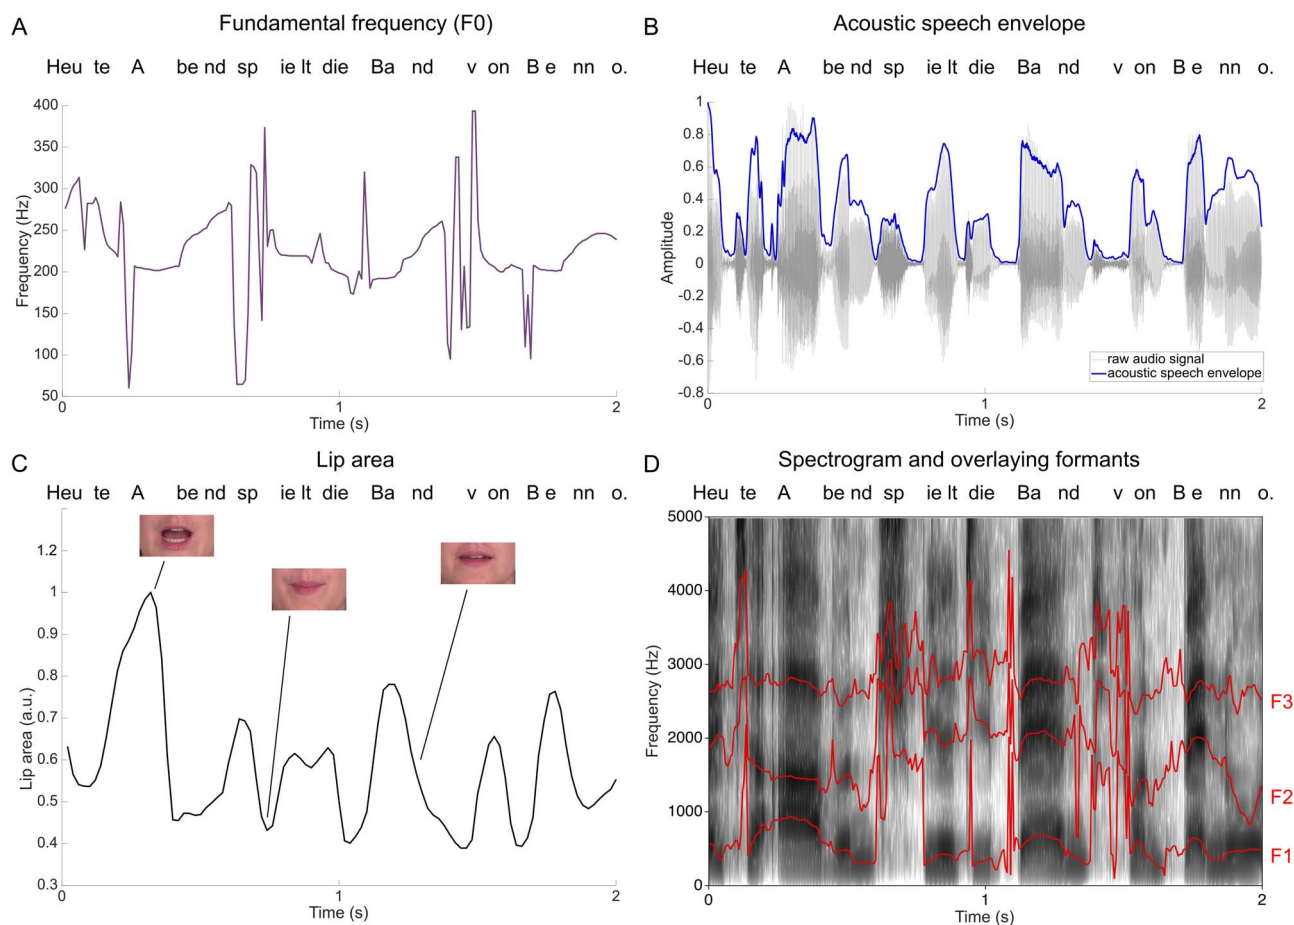 A
Fundamental frequency (F0)
Heu te A be nd sp ie lt die Ba nd v on B e nn o.
400
350
300
250
200
150
100
50
Frequency (Hz)
0 1 2
Time (s)
B
Acoustic speech envelope
Heu te A be nd sp ie lt die Ba nd v on B e nn o.
1
0.8
0.6
0.4
0.2
0
-0.2
-0.4
-0.6
-0.8
Amplitude
raw audio signal
acoustic speech envelope
0 1 2
Time (s)
C
Lip area
Heu te A be nd sp ie lt die Ba nd v on B e nn o.
1.2
1
0.9
0.8
0.7
0.6
0.5
0.4
0.3
Lip area (a.u.)
0 1 2
Time (s)
D
Spectrogram and overlaying formants
Heu te A be nd sp ie lt die Ba nd v on B e nn o.
5000
4000
3000
2000
1000
0
Frequency (Hz)
F3
F2
F1
0 1 2
Time (s)